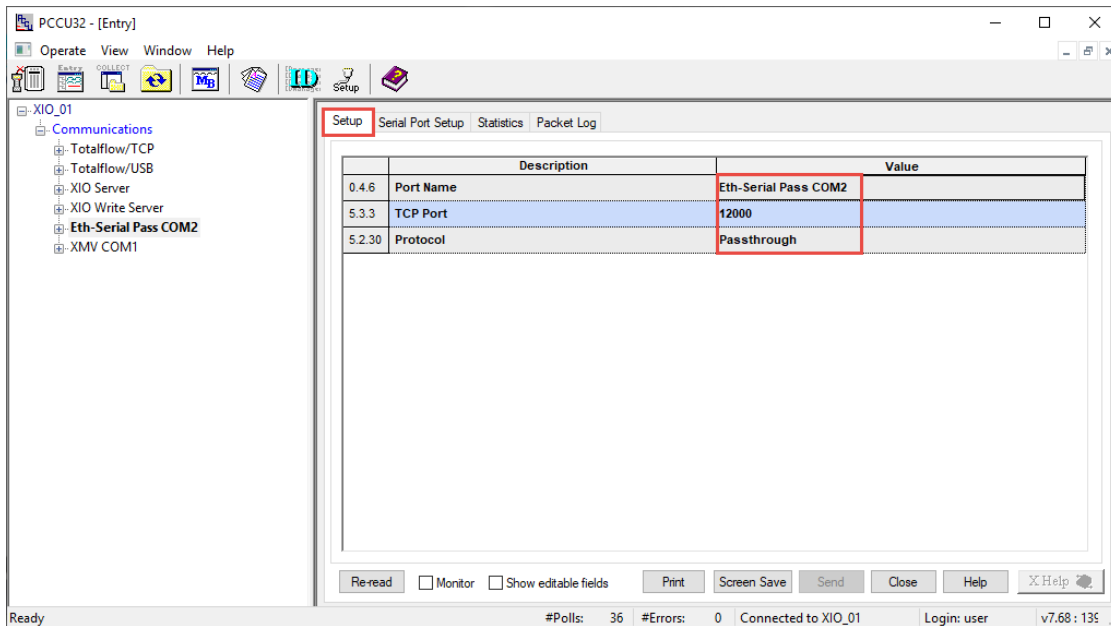 PCCU32 - [Entry]
Operate View Window Help
Entry COLLECT MB ID Setup
XIO_01
Communications
Totalflow/TCP
Totalflow/USB
XIO Server
XIO Write Server
Eth-Serial Pass COM2
XMV COM1
Setup Serial Port Setup Statistics Packet Log
Description Value
0.4.6 Port Name Eth-Serial Pass COM2
5.3.3 TCP Port 12000
5.2.30 Protocol Passthrough
Re-read Monitor Show editable fields Print Screen Save Send Close Help X Help
Ready #Polls: 36 #Errors: 0 Connected to XIO_01 Login: user v7.68 :